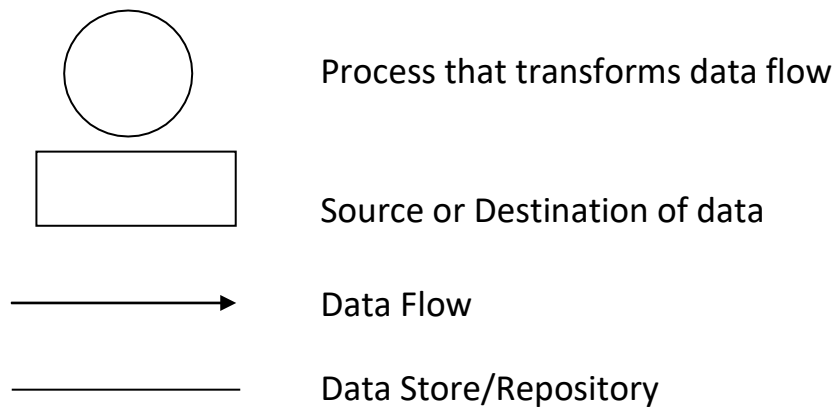 Process that transforms data flow
Source or Destination of data
Data Flow
Data Store/Repository